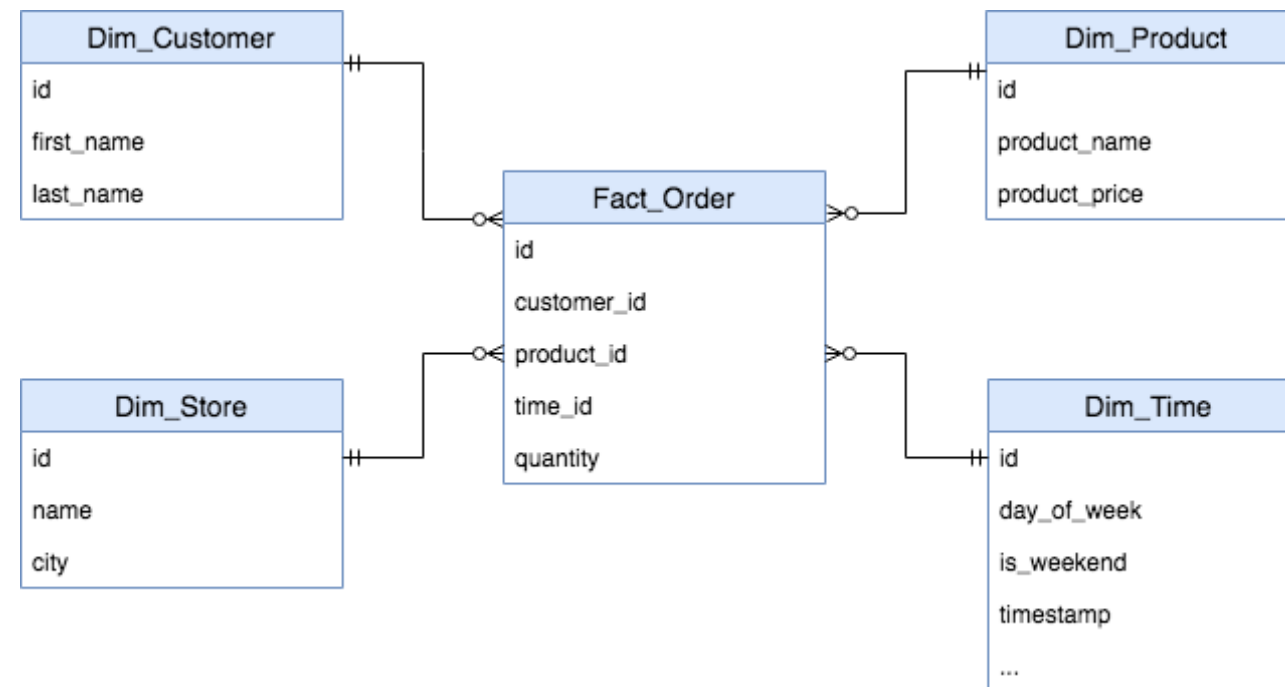 Dim_Customer
id
first_name
last_name
Dim_Product
id
product_name
product_price
Fact_Order
id
customer_id
product_id
time_id
quantity
Dim_Store
id
name
city
Dim_Time
id
day_of_week
is_weekend
timestamp
...